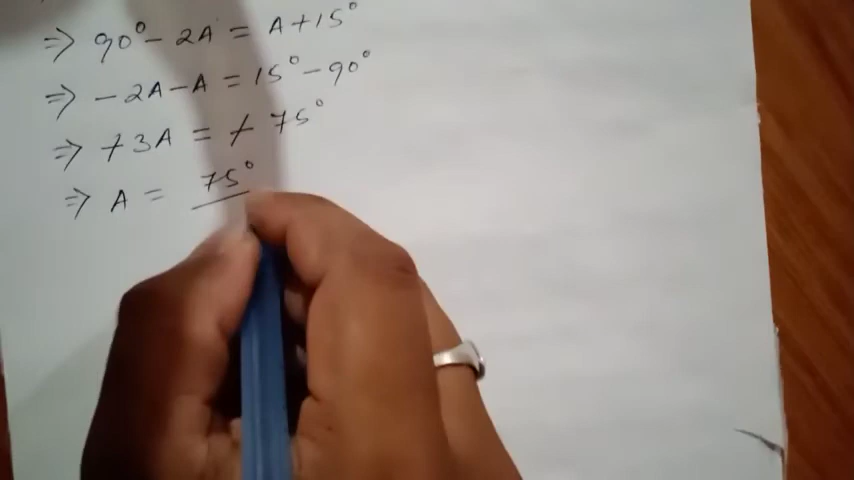 ⇒ 90° - 2A = A + 15°
⇒ - 2A - A = 15° - 90°
⇒ ̸- 3A = ̸- 75°
⇒ A = 75°